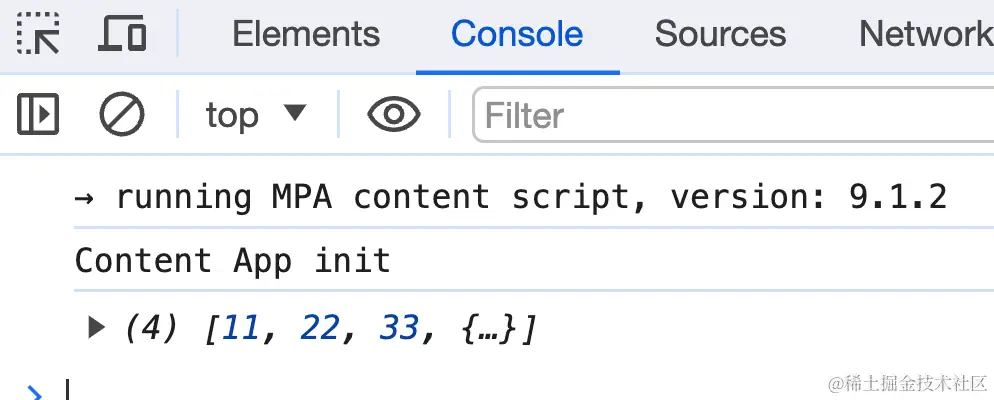 Elements Console Sources Network
top ▼ Filter
→ running MPA content script, version: 9.1.2
Content App init
▶ (4) [11, 22, 33, {…}]
>
@稀土掘金技术社区